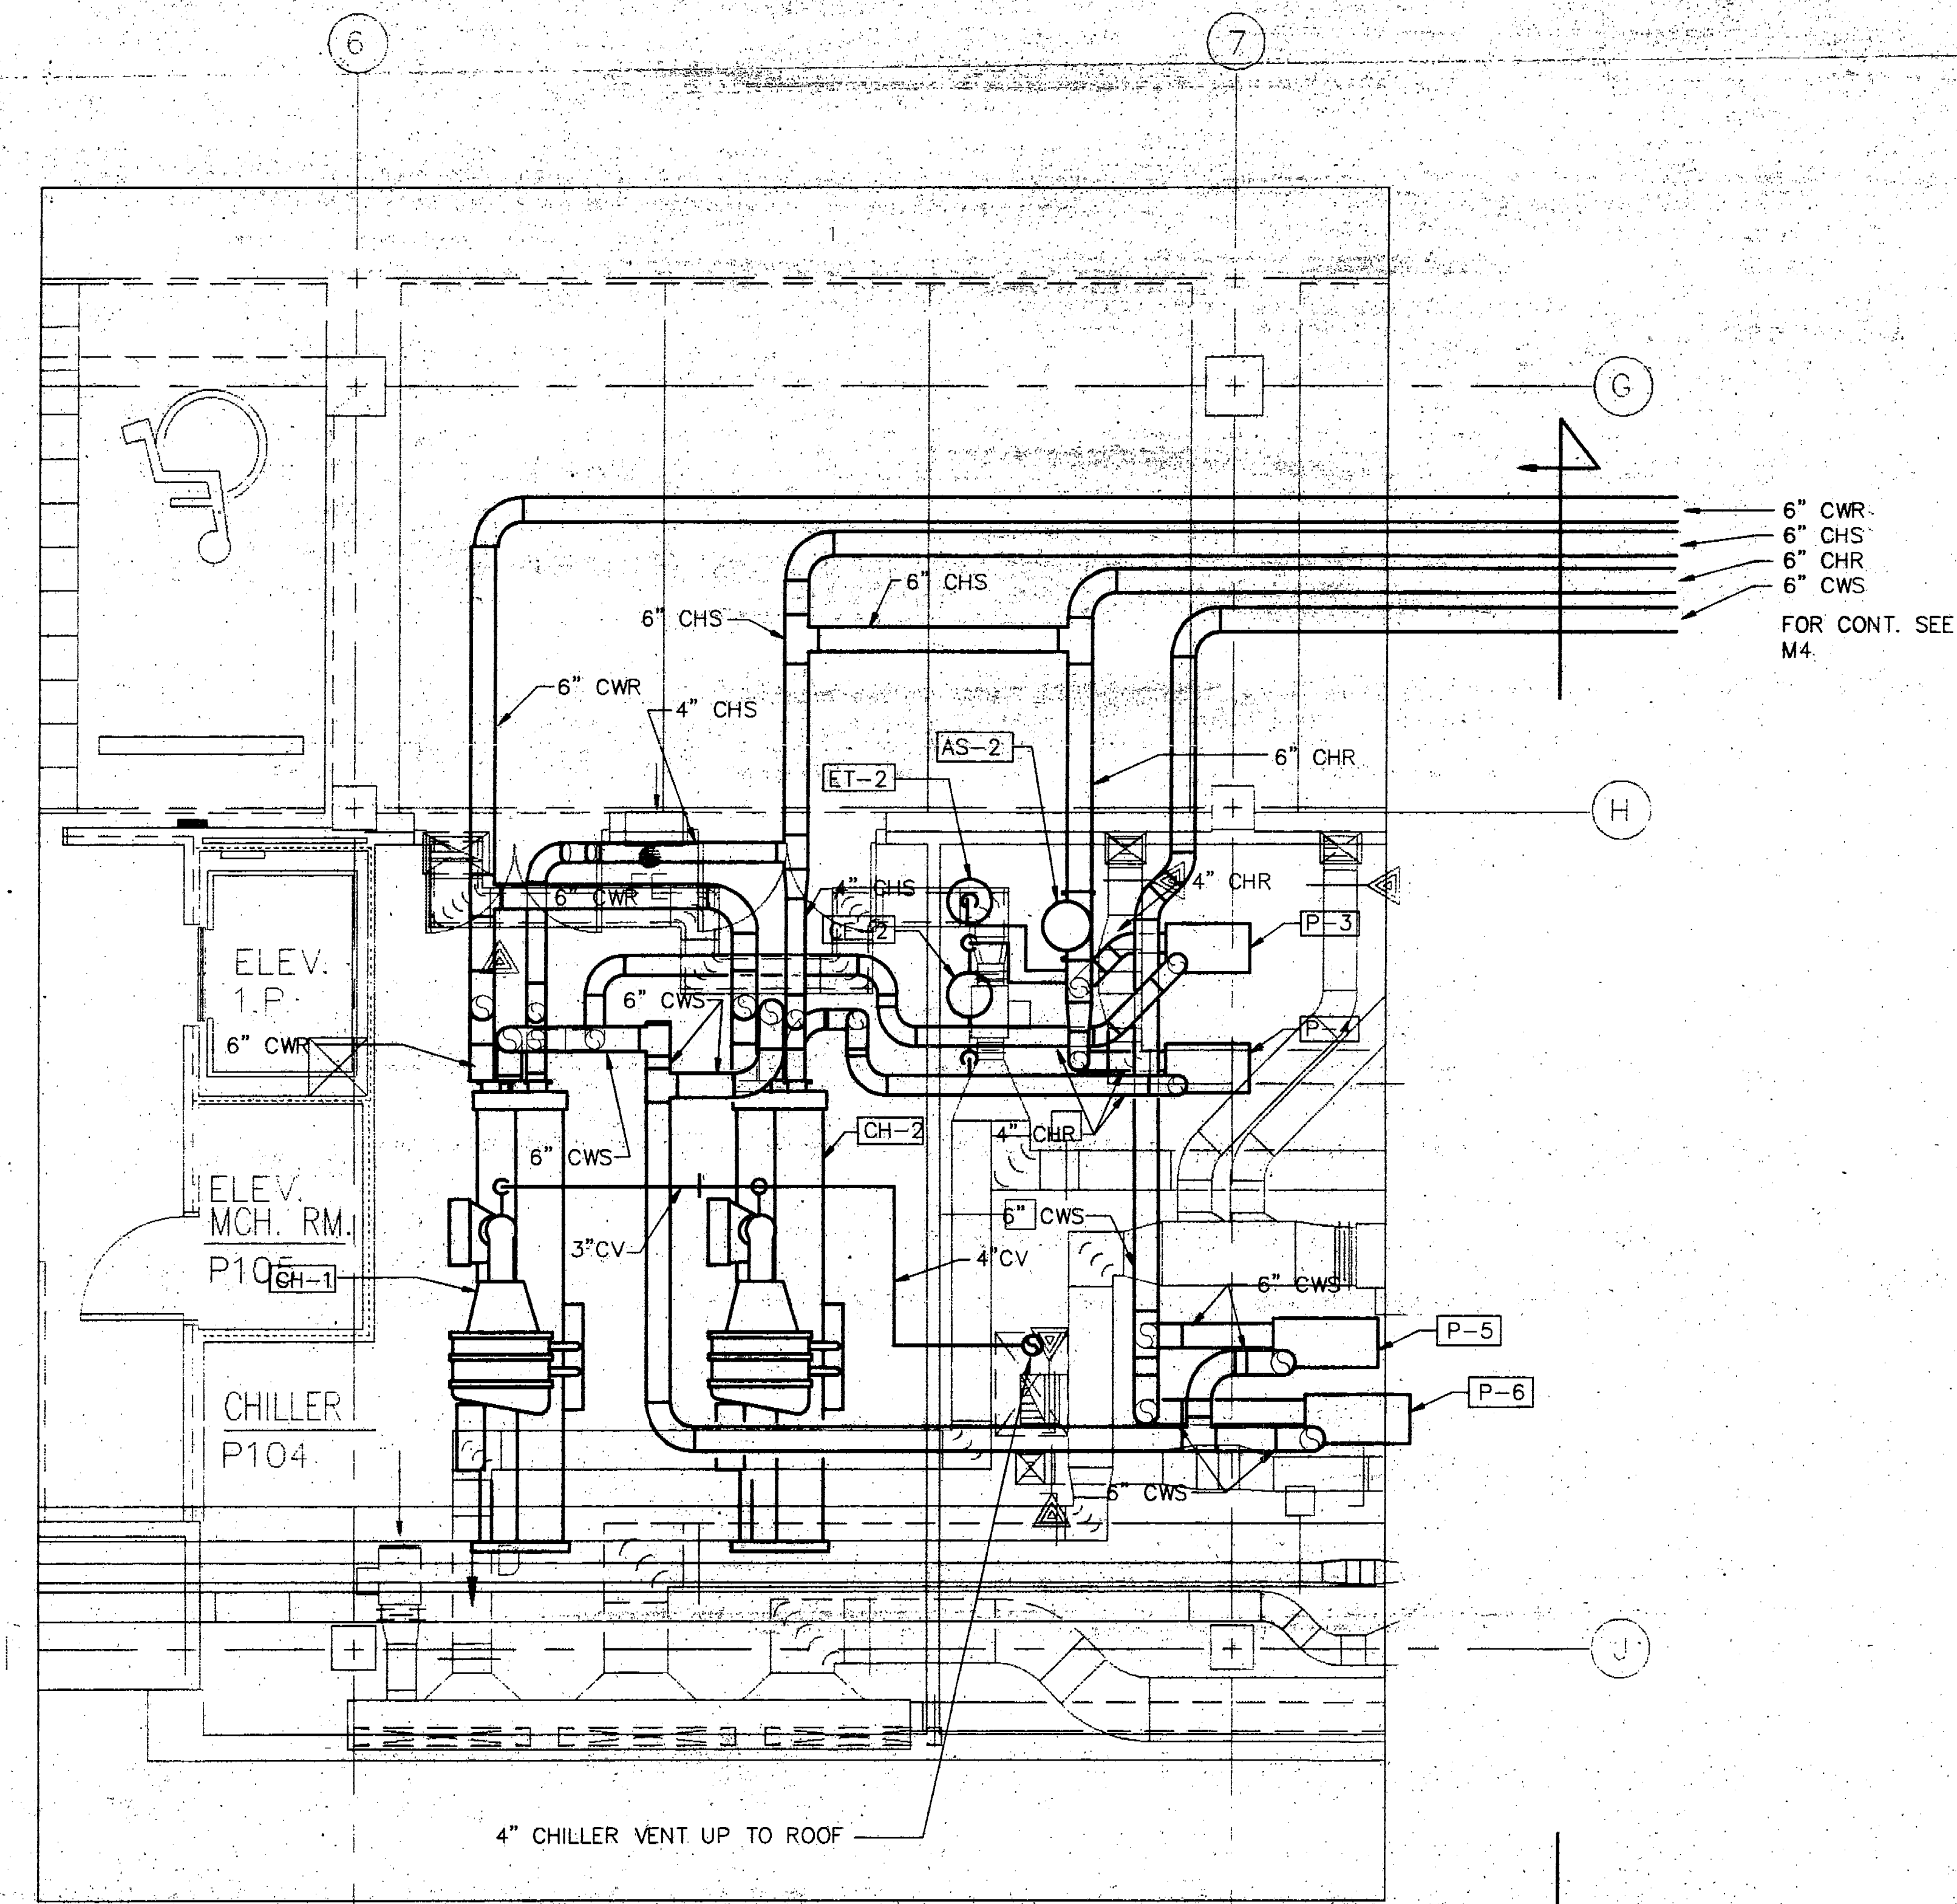 6
7
G
6" CWR
6" CHS
6" CHR
6" CWS
FOR CONT. SEE
M4
6" CHS
6" CHS
6" CWR
4" CHS
AS-2
6" CHR
ET-2
H
4" CHR
6" CWR
4" CHS
P-3
ELEV.
1.P
6" CWS
6" CWR
CH-2
4" CHR
6" CWS
ELEV.
MCH. RM.
6" CWS
3"CV
4"CV
CH-1
6" CWS
P-5
P-6
CHILLER
P104
6" CWS
J
4" CHILLER VENT UP TO ROOF